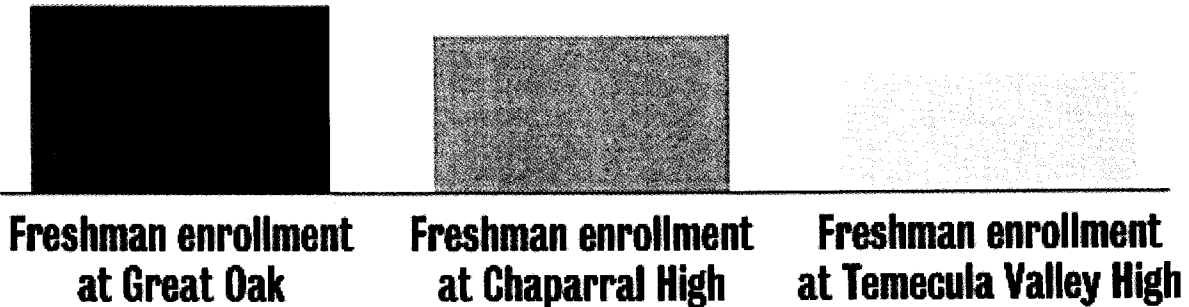 Freshman enrollment
at Great Oak
Freshman enrollment
at Chaparral High
Freshman enrollment
at Temecula Valley High